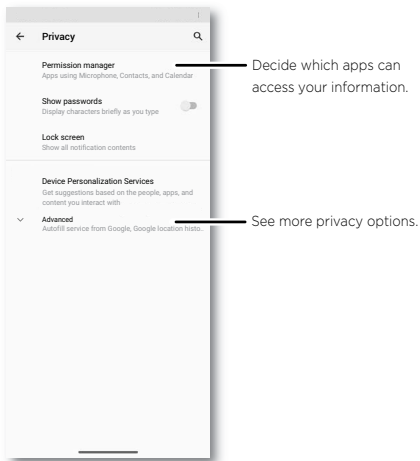 Privacy
Permission manager
Apps using Microphone, Contacts, and Calendar
Show passwords
Display characters briefly as you type
Lock screen
Show all notification contents
Device Personalization Services
Get suggestions based on the people, apps, and
content you interact with
Advanced
Autofill service from Google, Google location histo..
Decide which apps can
access your information.
See more privacy options.